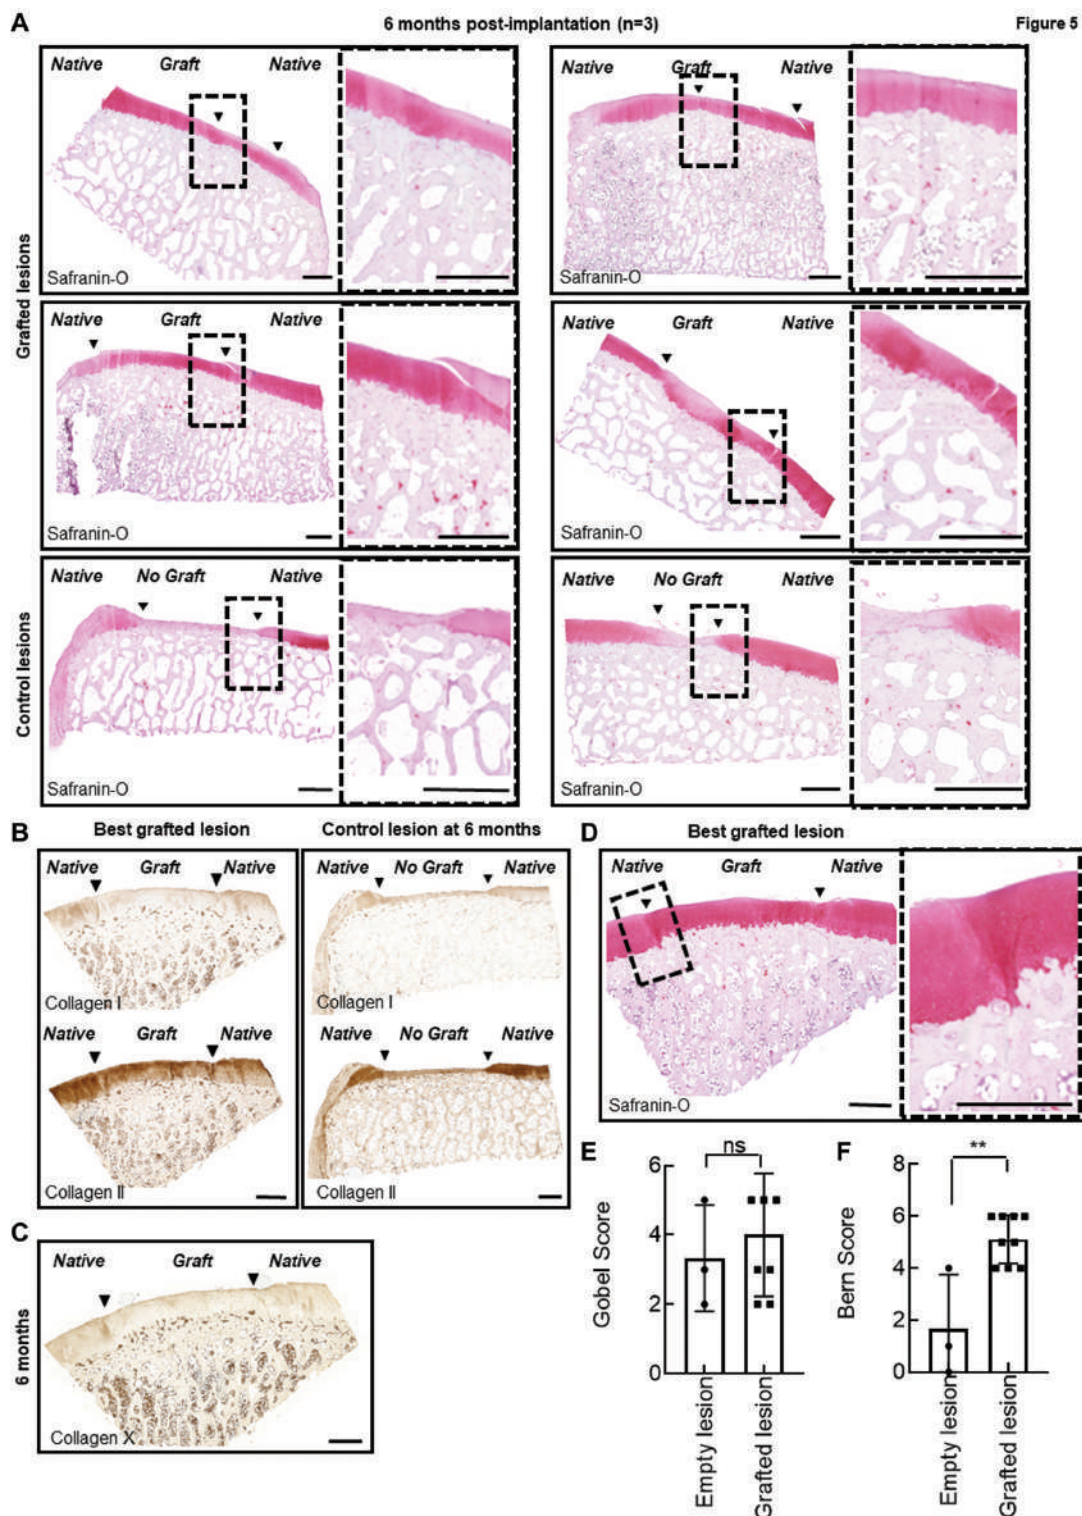 A
6 months post-implantation (n=3)
Figure 5
Grafted lesions
Native Graft Native
Safranin-O
Native Graft Native
Safranin-O
Native Graft Native
Safranin-O
Native Graft Native
Safranin-O
Control lesions
Native No Graft Native
Safranin-O
Native No Graft Native
Safranin-O
B
Best grafted lesion
Native Graft Native
Collagen I
Native Graft Native
Collagen II
Control lesion at 6 months
Native No Graft Native
Collagen I
Native No Graft Native
Collagen II
C
6 months
Native Graft Native
Collagen X
D
Best grafted lesion
Native Graft Native
Safranin-O
E
ns
Gobel Score
6
4
2
0
Empty lesion
Grafted lesion
F
**
Bern Score
8
6
4
2
0
Empty lesion
Grafted lesion